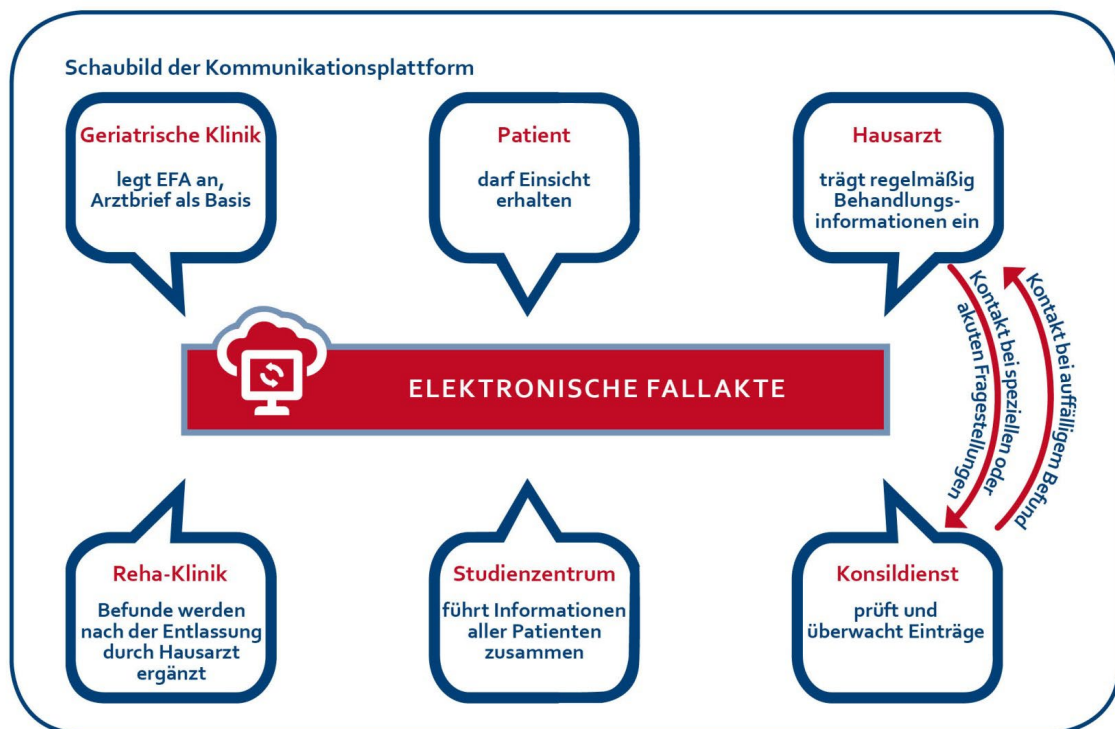 Schaubild der Kommunikationsplattform
Geriatrische Klinik
legt EFA an,
Arztbrief als Basis
Patient
darf Einsicht
erhalten
Hausarzt
trägt regelmäßig
Behandlungs-
informationen ein
Kontakt bei speziellen oder
akuten Fragestellungen
Kontakt bei auffälligem Befund
ELEKTRONISCHE FALLAKTE
Reha-Klinik
Befunde werden
nach der Entlassung
durch Hausarzt
ergänzt
Studienzentrum
führt Informationen
aller Patienten
zusammen
Konsildienst
prüft und
überwacht Einträge